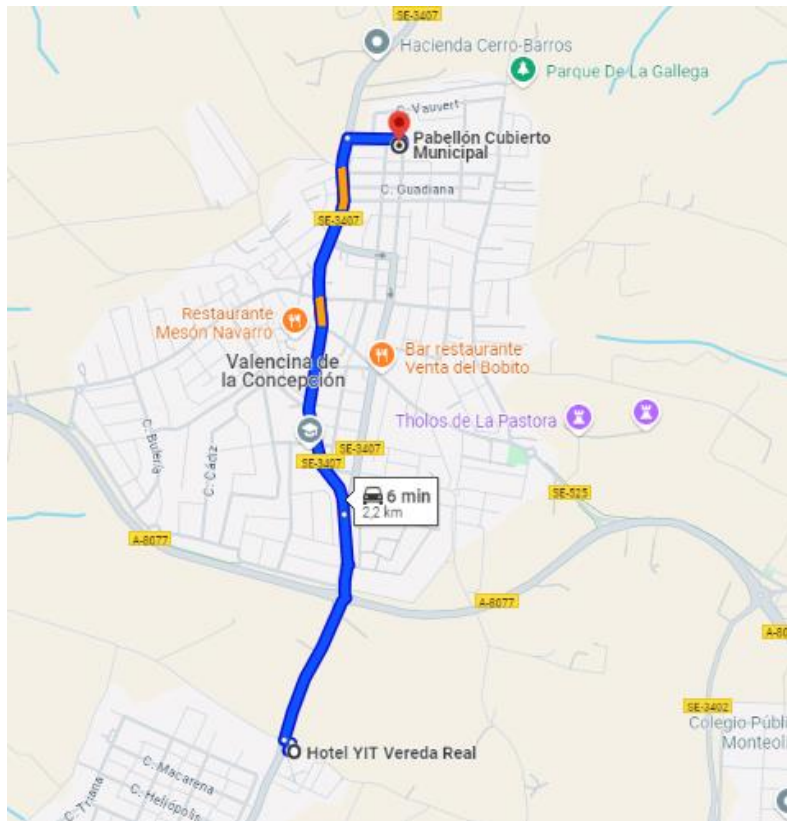 SE-3407
Hacienda Cerro-Barros
Parque De La Gallega
C. Vauvert
Pabellón Cubierto
Municipal
C. Guadiana
SE-3407
Restaurante
Mesón Navarro
Bar restaurante
Venta del Bobito
Valencina de
la Concepción
Tholos de La Pastora
C. Bulería
C. Cádiz
SE-3407
SE-3407
6 min
2,2 km
SE-525
A-8077
A-8077
A-80
SE-3402
Colegio Públi
Monteoli
Hotel YIT Vereda Real
C. Macarena
C. Triana
C. Heliópolis